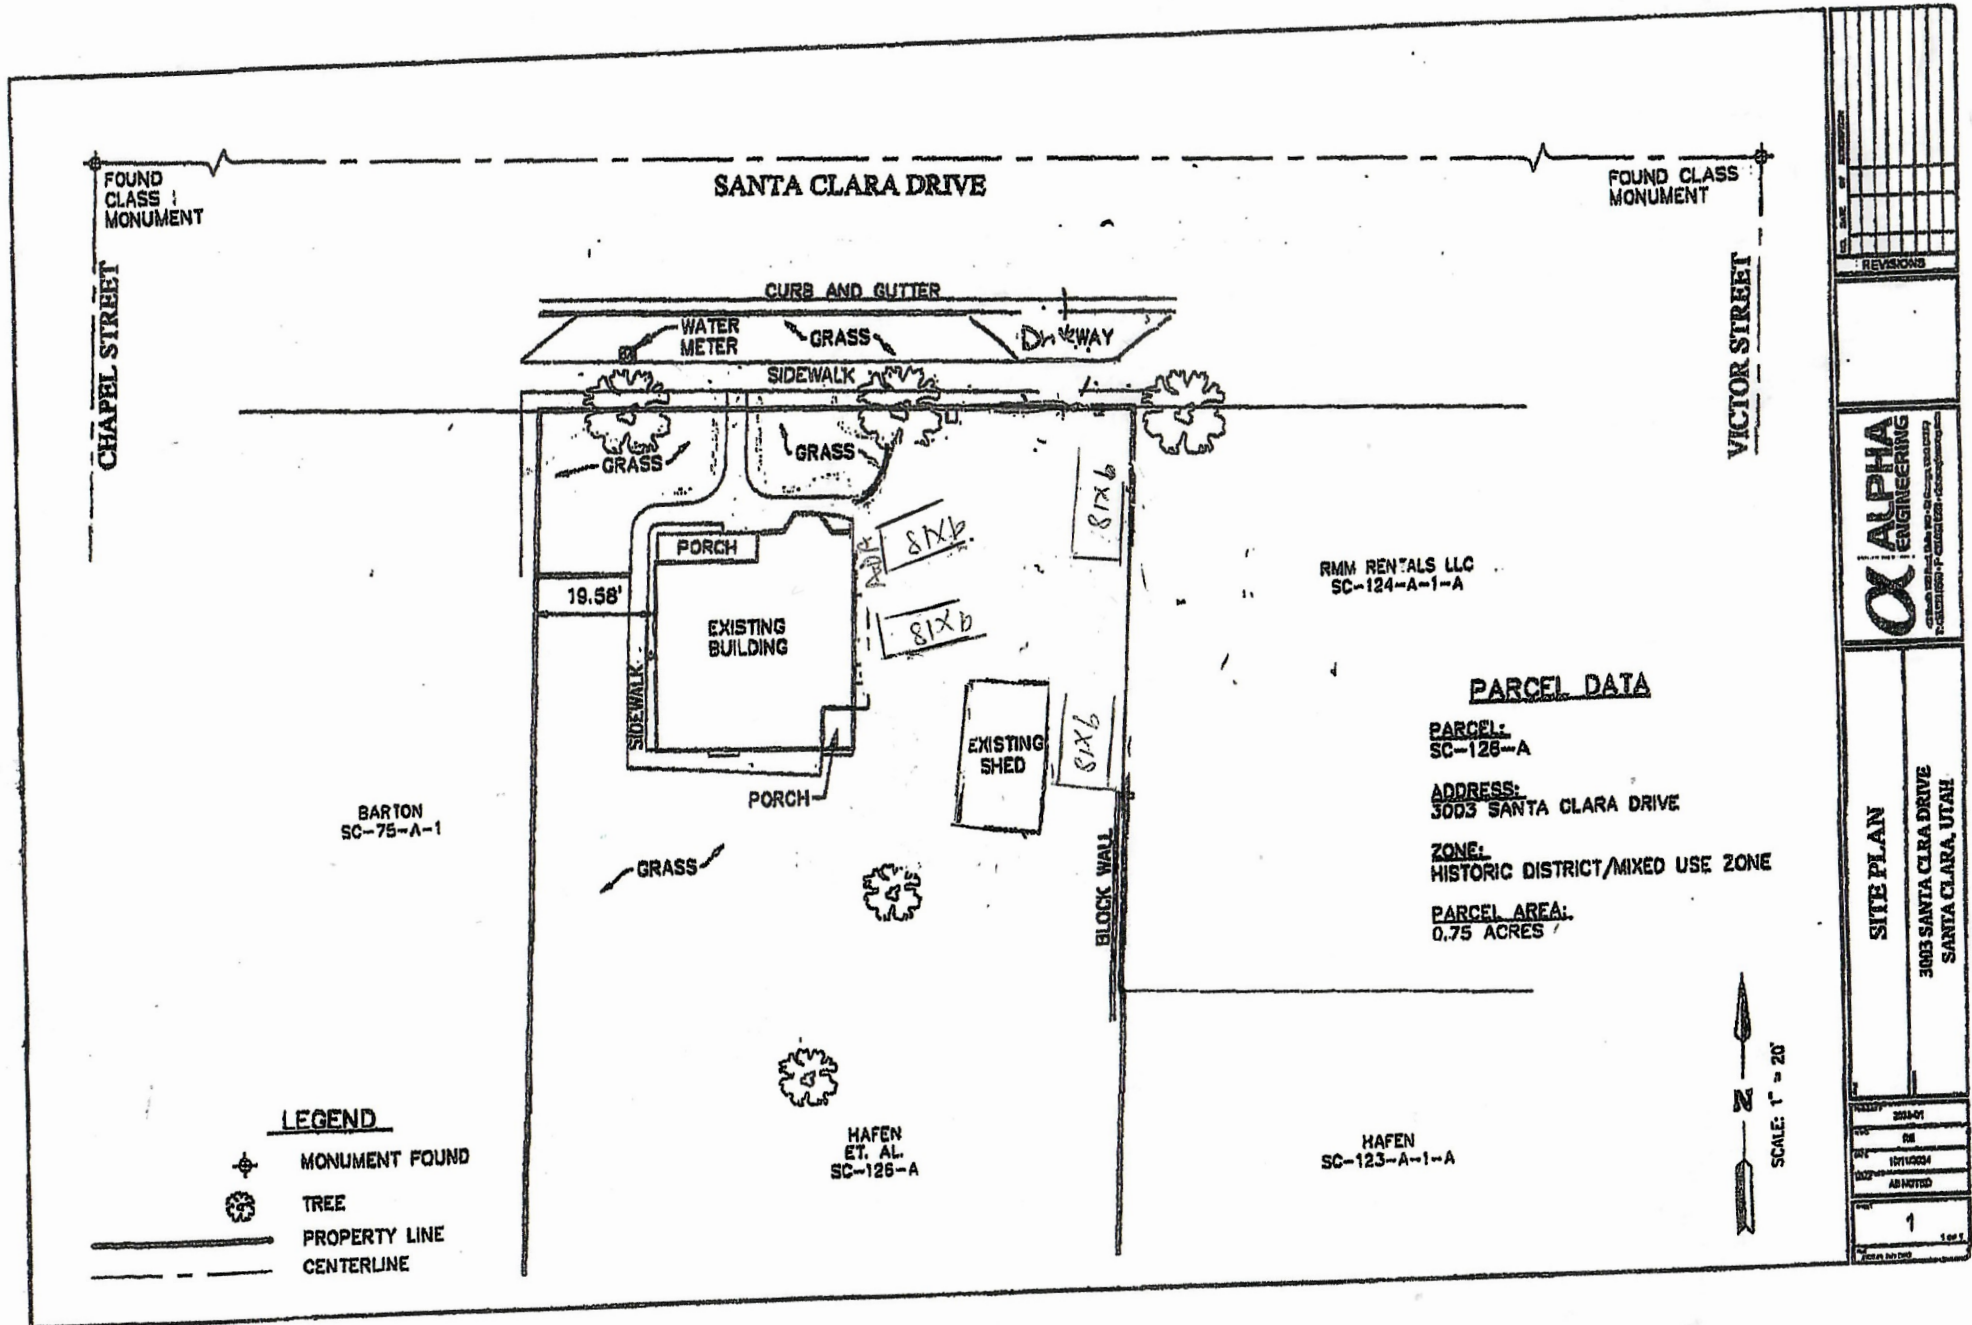 FOUND
CLASS I
MONUMENT
SANTA CLARA DRIVE
FOUND CLASS
MONUMENT
CHAPEL STREET
VICTOR STREET
CURB AND GUTTER
WATER
METER
GRASS
DriveWAY
SIDEWALK
GRASS
GRASS
9X18
9X18
ADA
PORCH
19.58'
EXISTING
BUILDING
9X18
SIDEWALK
EXISTING
SHED
9X18
PORCH
BLOCK WALL
GRASS
BARTON
SC-75-A-1
RMM RENTALS LLC
SC-124-A-1-A
PARCEL DATA
PARCEL:
SC-126-A
ADDRESS:
3003 SANTA CLARA DRIVE
ZONE:
HISTORIC DISTRICT/MIXED USE ZONE
PARCEL AREA:
0.75 ACRES
HAFEN
ET. AL.
SC-126-A
HAFEN
SC-123-A-1-A
N
SCALE: 1" = 20'
LEGEND
MONUMENT FOUND
TREE
PROPERTY LINE
CENTERLINE
REVISIONS
ALPHA
ENGINEERING
SITE PLAN
3003 SANTA CLRA DRIVE
SANTA CLARA, UTAH
AS NOTED
1